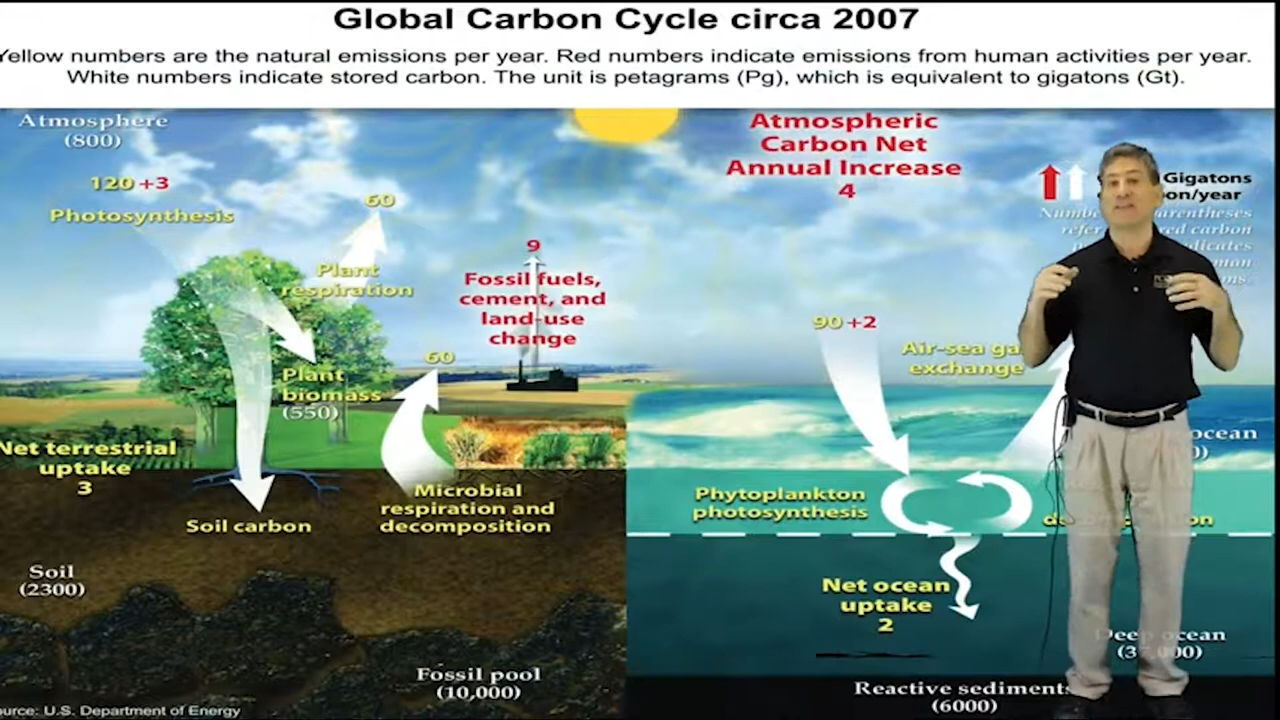 Global Carbon Cycle circa 2007
Yellow numbers are the natural emissions per year. Red numbers indicate emissions from human activities per year.
White numbers indicate stored carbon. The unit is petagrams (Pg), which is equivalent to gigatons (Gt).
Atmosphere
(800)
120 +3
Photosynthesis
60
Plant
respiration
9
Fossil fuels,
cement, and
land-use
change
Plant
biomass
(550)
60
Net terrestrial
uptake
3
Microbial
respiration and
decomposition
Soil carbon
Soil
(2300)
Fossil pool
(10,000)
Atmospheric
Carbon Net
Annual Increase
4
Gigatons
90 +2
Air-sea
exchange
Phytoplankton
photosynthesis
ocean
Net ocean
uptake
2
Deep ocean
Reactive sediments
(6000)
U.S. Department of Energy